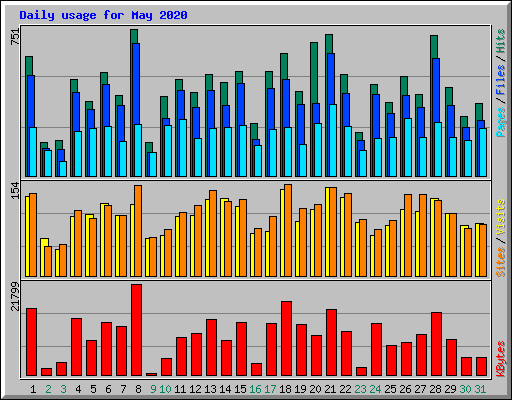 Daily usage for May 2020
751
Pages / Files / Hits
154
Sites / Visits
21799
KBytes
1 2 3 4 5 6 7 8 9 10 11 12 13 14 15 16 17 18 19 20 21 22 23 24 25 26 27 28 29 30 31